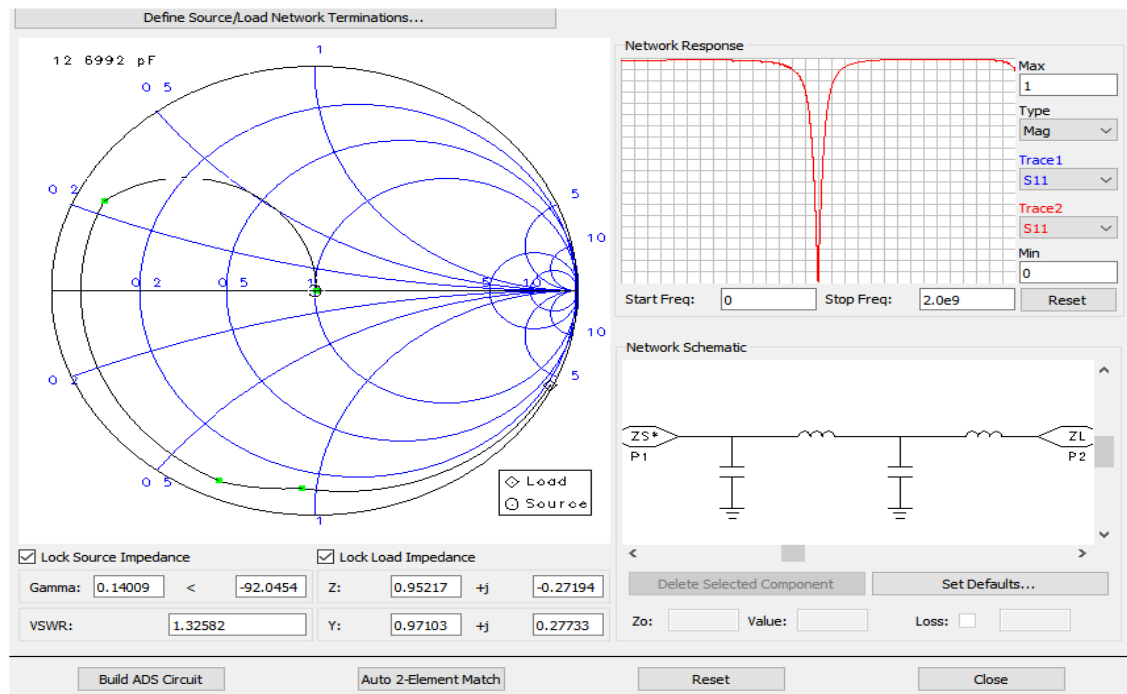 Define Source/Load Network Terminations...
12 6992 pF
1
0 5
0 2
5
10
0 2
0 5
1
5
10
10
0 2
5
0 5
1
Load
Source
Lock Source Impedance
Lock Load Impedance
Gamma: 0.14009 < -92.0454
Z: 0.95217 +j -0.27194
VSWR: 1.32582
Y: 0.97103 +j 0.27733
Network Response
Max
1
Type
Mag
Trace1
S11
Trace2
S11
Min
0
Start Freq: 0 Stop Freq: 2.0e9 Reset
Network Schematic
ZS*
P1
ZL
P2
Delete Selected Component Set Defaults...
Zo: Value: Loss:
Build ADS Circuit Auto 2-Element Match Reset Close